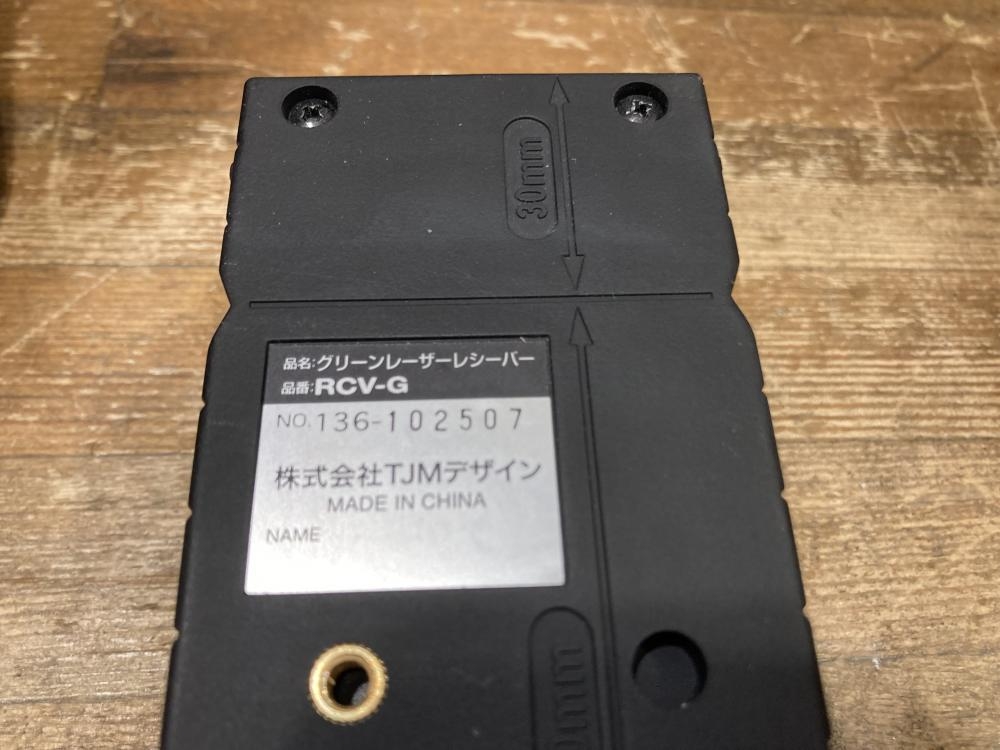 30mm
品名:グリーンレーザーレシーバー
品番:RCV-G
NO. 136-102507
株式会社TJMデザイン
MADE IN CHINA
NAME